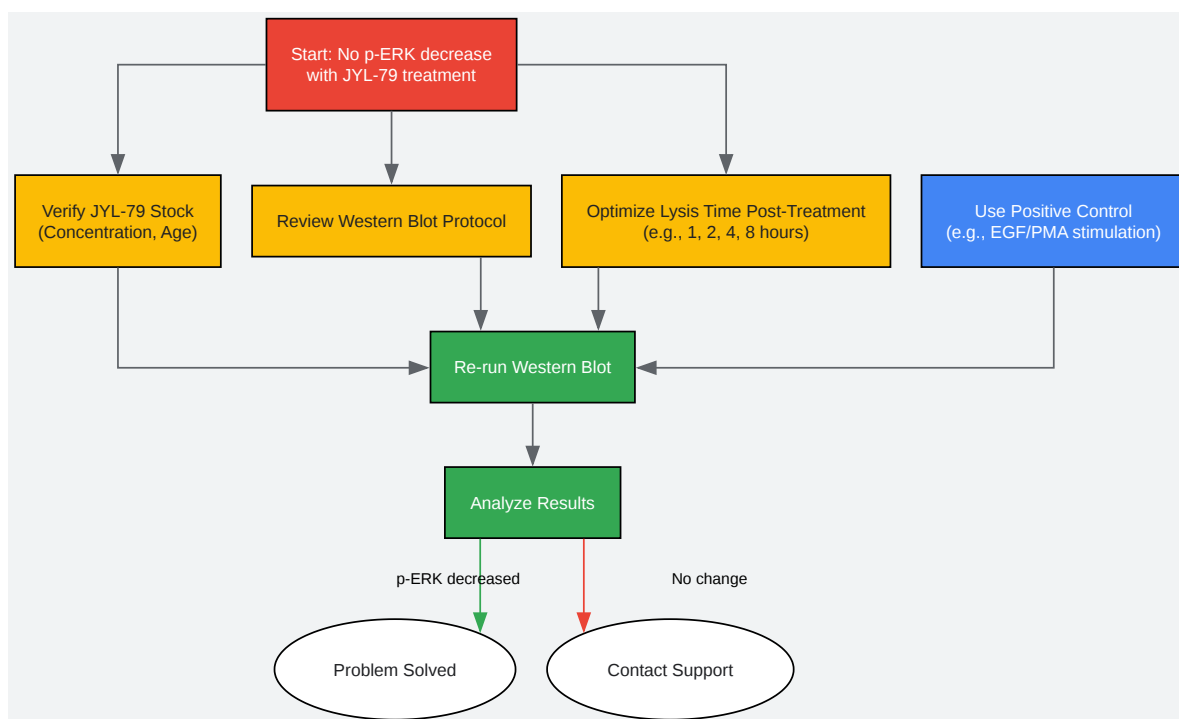 Start: No p-ERK decrease
with JYL-79 treatment
Verify JYL-79 Stock
(Concentration, Age)
Review Western Blot Protocol
Optimize Lysis Time Post-Treatment
(e.g., 1, 2, 4, 8 hours)
Use Positive Control
(e.g., EGF/PMA stimulation)
Re-run Western Blot
Analyze Results
p-ERK decreased
No change
Problem Solved
Contact Support